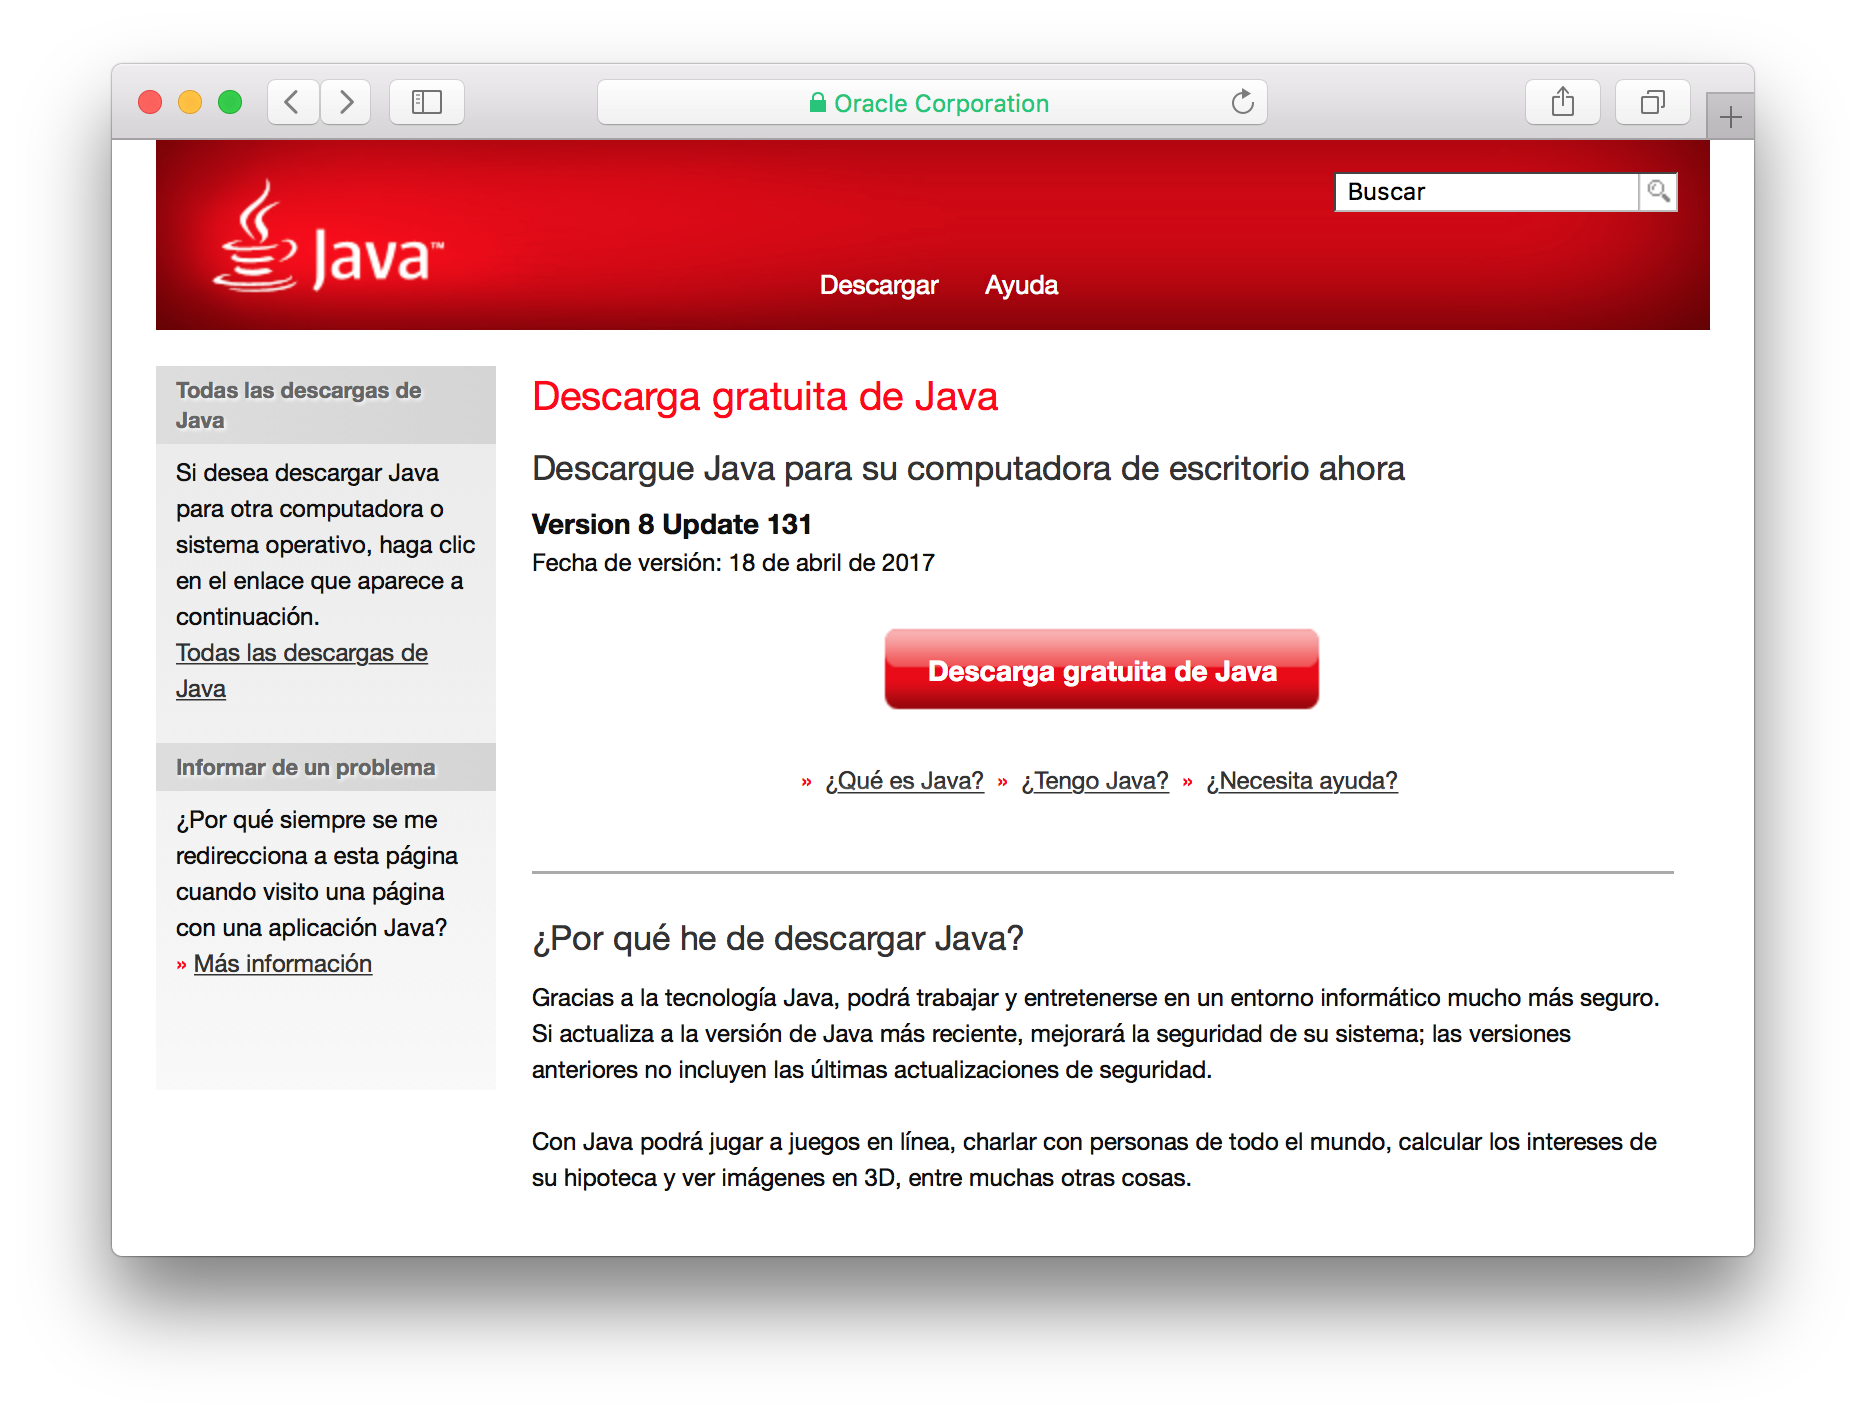 Oracle Corporation
Java™
Buscar
Descargar Ayuda
Todas las descargas de
Java
Si desea descargar Java
para otra computadora o
sistema operativo, haga clic
en el enlace que aparece a
continuación.
Todas las descargas de
Java
Informar de un problema
¿Por qué siempre se me
redirecciona a esta página
cuando visito una página
con una aplicación Java?
» Más información
Descarga gratuita de Java
Descargue Java para su computadora de escritorio ahora
Version 8 Update 131
Fecha de versión: 18 de abril de 2017
Descarga gratuita de Java
» ¿Qué es Java? » ¿Tengo Java? » ¿Necesita ayuda?
¿Por qué he de descargar Java?
Gracias a la tecnología Java, podrá trabajar y entretenerse en un entorno informático mucho más seguro.
Si actualiza a la versión de Java más reciente, mejorará la seguridad de su sistema; las versiones
anteriores no incluyen las últimas actualizaciones de seguridad.
Con Java podrá jugar a juegos en línea, charlar con personas de todo el mundo, calcular los intereses de
su hipoteca y ver imágenes en 3D, entre muchas otras cosas.